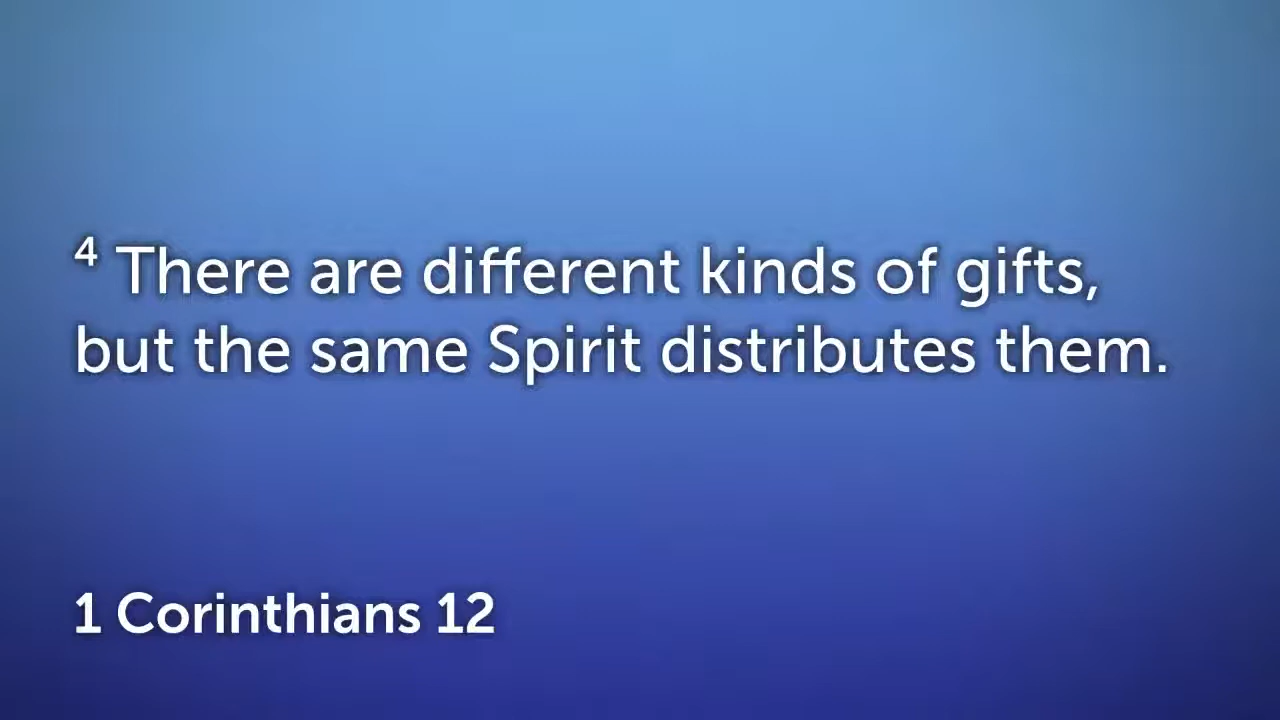 ⁴ There are different kinds of gifts,
but the same Spirit distributes them.
1 Corinthians 12